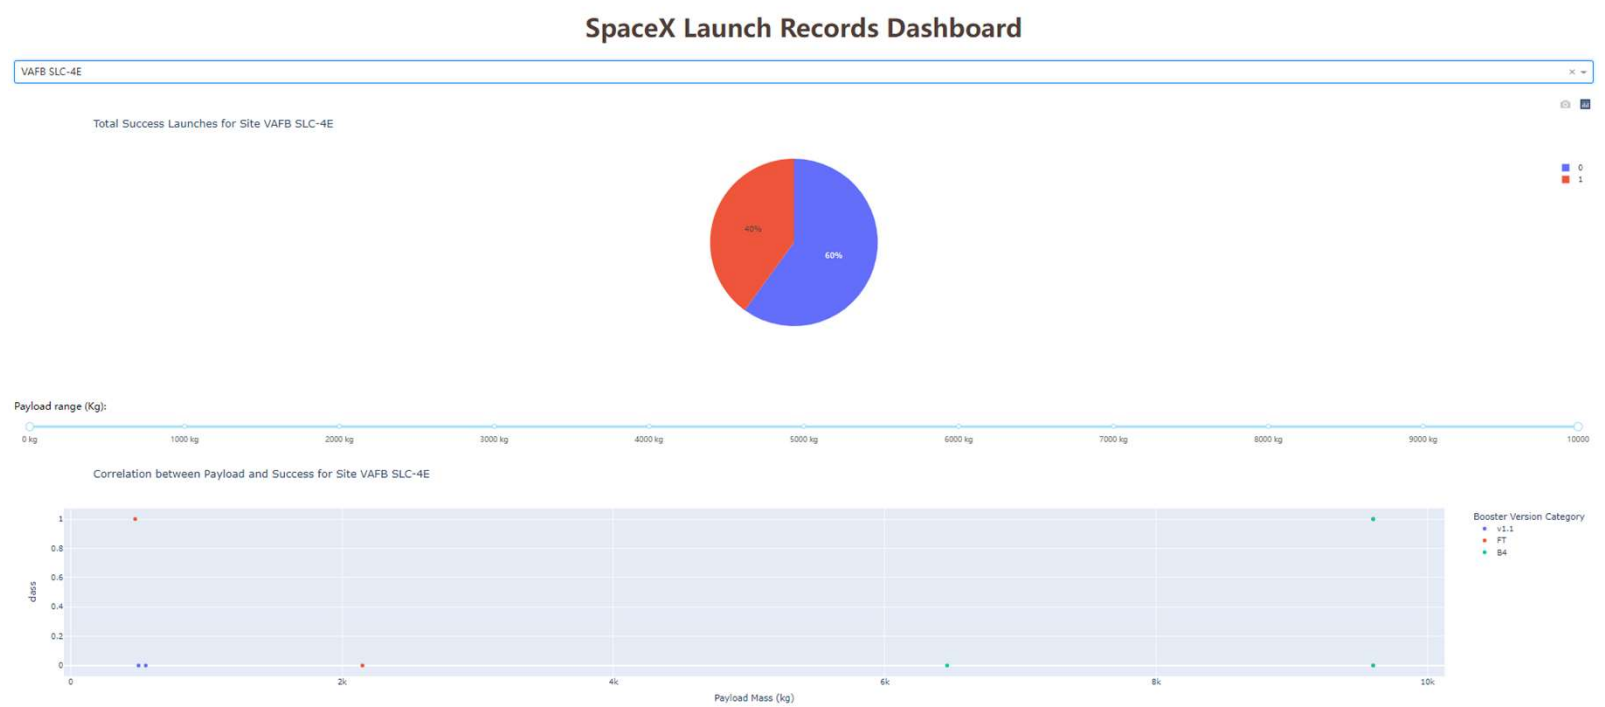 SpaceX Launch Records Dashboard
VAFB SLC-4E
Total Success Launches for Site VAFB SLC-4E
0
1
40%
60%
Payload range (Kg):
0 kg 1000 kg 2000 kg 3000 kg 4000 kg 5000 kg 6000 kg 7000 kg 8000 kg 9000 kg 10000
Correlation between Payload and Success for Site VAFB SLC-4E
Booster Version Category
v1.1
FT
B4
1
0.8
0.6
0.4
0.2
0
class
0 2k 4k 6k 8k 10k
Payload Mass (kg)